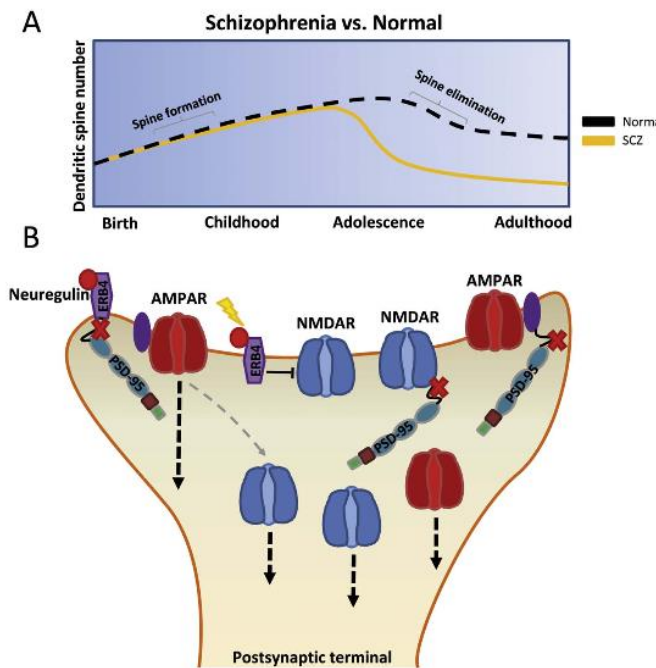 A
Schizophrenia vs. Normal
Dendritic spine number
Spine formation
Spine elimination
Norma
SCZ
Birth
Childhood
Adolescence
Adulthood
B
Neuregulin
ERB4
AMPAR
ERB4
NMDAR
NMDAR
AMPAR
PSD-95
PSD-95
PSD-95
Postsynaptic terminal